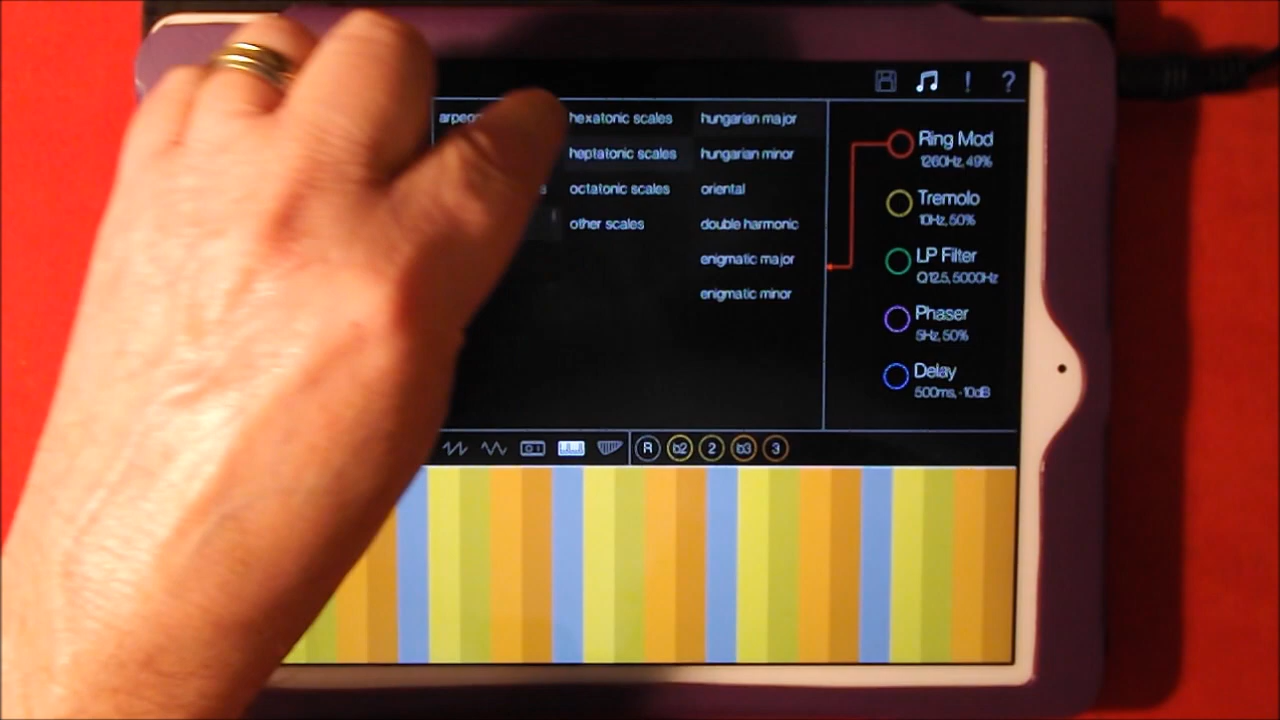 ! ?
hexatonic scales hungarian major
heptatonic scales hungarian minor
octatonic scales oriental
other scales double harmonic
enigmatic major
enigmatic minor
Ring Mod
1260Hz, 49%
Tremolo
10Hz, 50%
LP Filter
Q12.5, 5000Hz
Phaser
5Hz, 50%
Delay
500ms, -10dB
R b2 2 b3 3